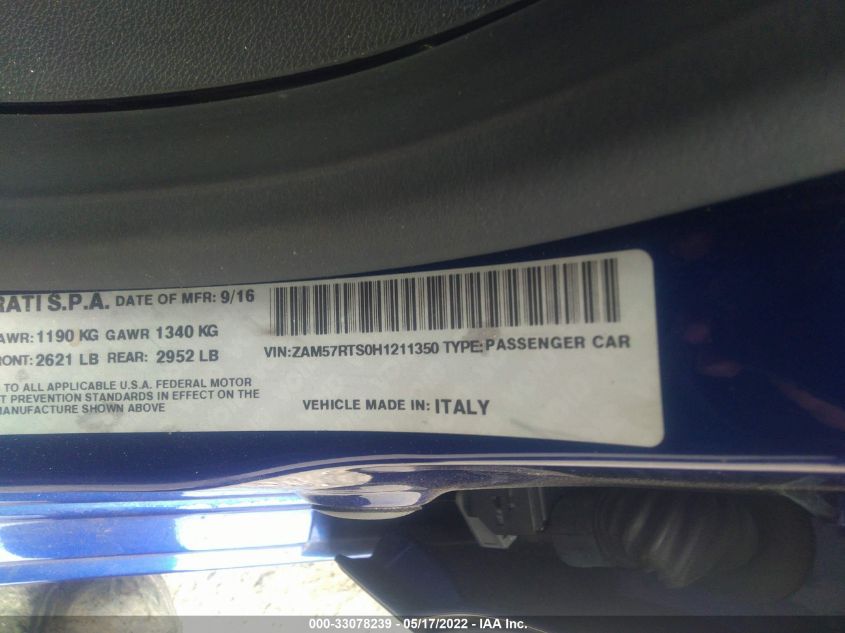 RATI S.P.A. DATE OF MFR: 9/16
AWR: 1190 KG GAWR 1340 KG
RONT: 2621 LB REAR: 2952 LB
TO ALL APPLICABLE U.S.A. FEDERAL MOTOR
T PREVENTION STANDARDS IN EFFECT ON THE
MANUFACTURE SHOWN ABOVE
VIN:ZAM57RTS0H1211350 TYPE:PASSENGER CAR
VEHICLE MADE IN: ITALY
000-33078239 - 05/17/2022 - IAA Inc.